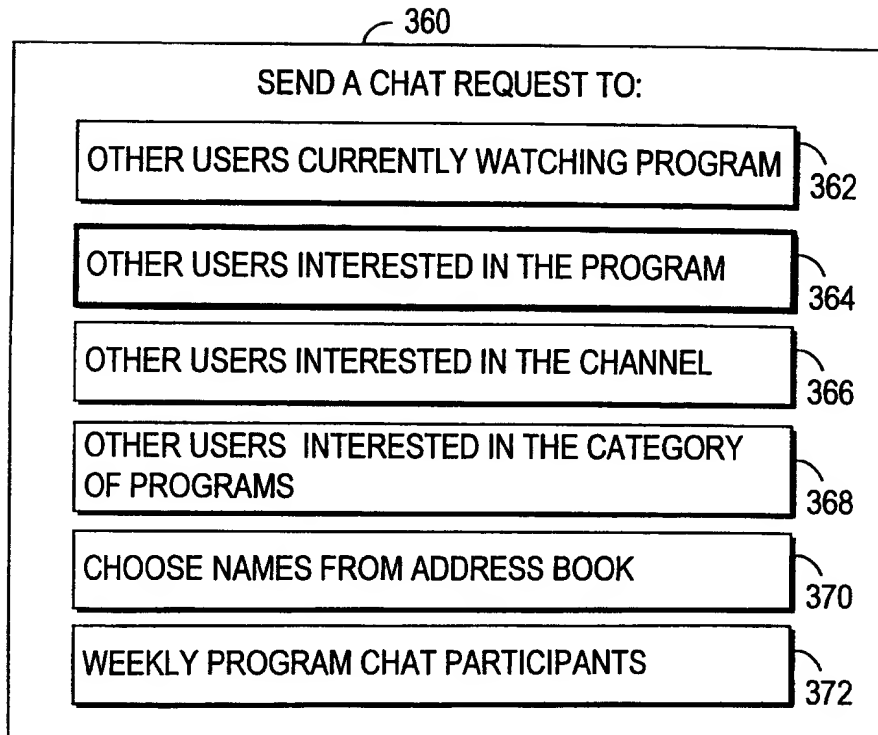 360
SEND A CHAT REQUEST TO:
OTHER USERS CURRENTLY WATCHING PROGRAM
362
OTHER USERS INTERESTED IN THE PROGRAM
364
OTHER USERS INTERESTED IN THE CHANNEL
366
OTHER USERS INTERESTED IN THE CATEGORY
OF PROGRAMS
368
CHOOSE NAMES FROM ADDRESS BOOK
370
WEEKLY PROGRAM CHAT PARTICIPANTS
372